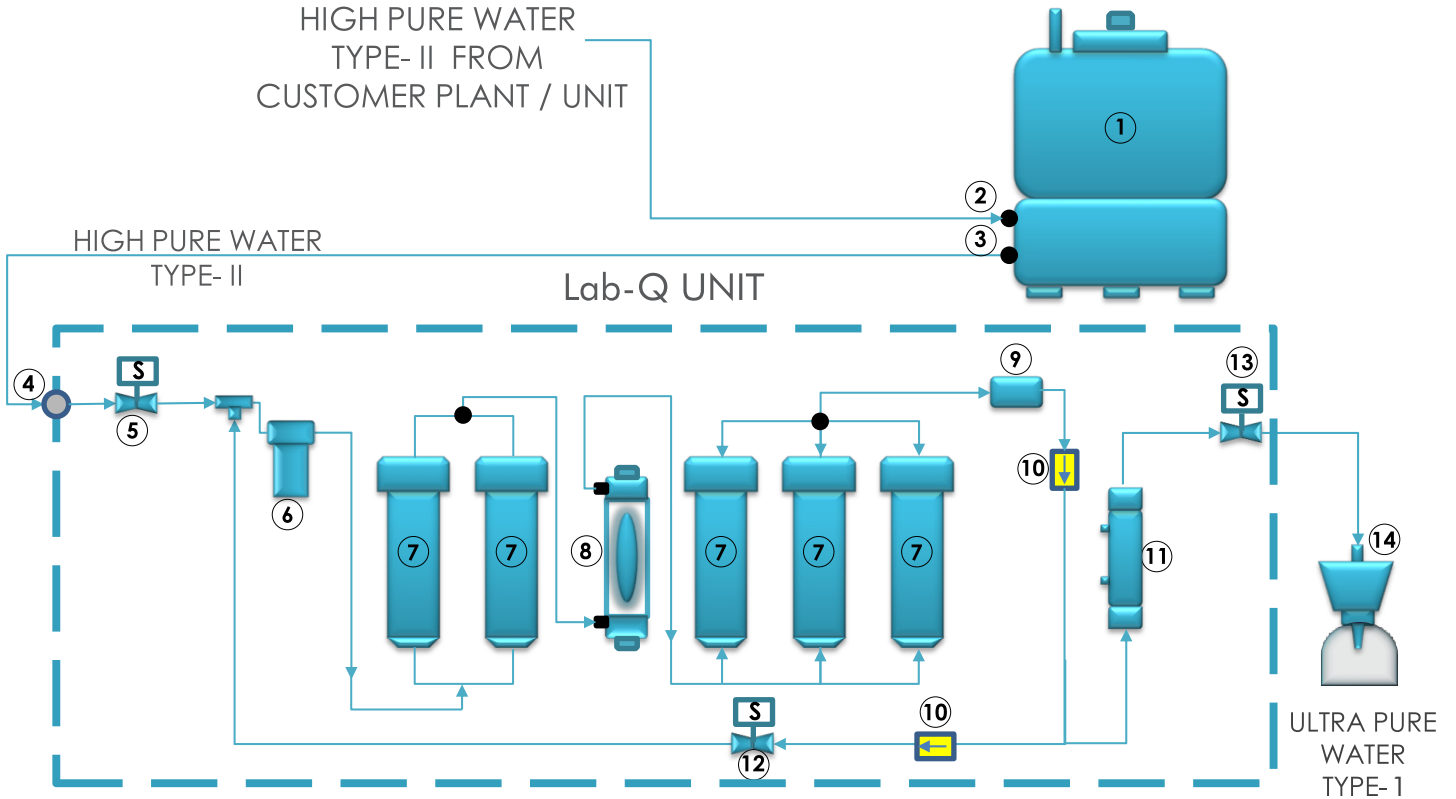 HIGH PURE WATER
TYPE- II FROM
CUSTOMER PLANT / UNIT
1
2
3
HIGH PURE WATER
TYPE- II
Lab-Q UNIT
4
S
5
6
7
7
8
7
7
7
9
10
11
S
13
14
S
12
10
ULTRA PURE
WATER
TYPE- 1